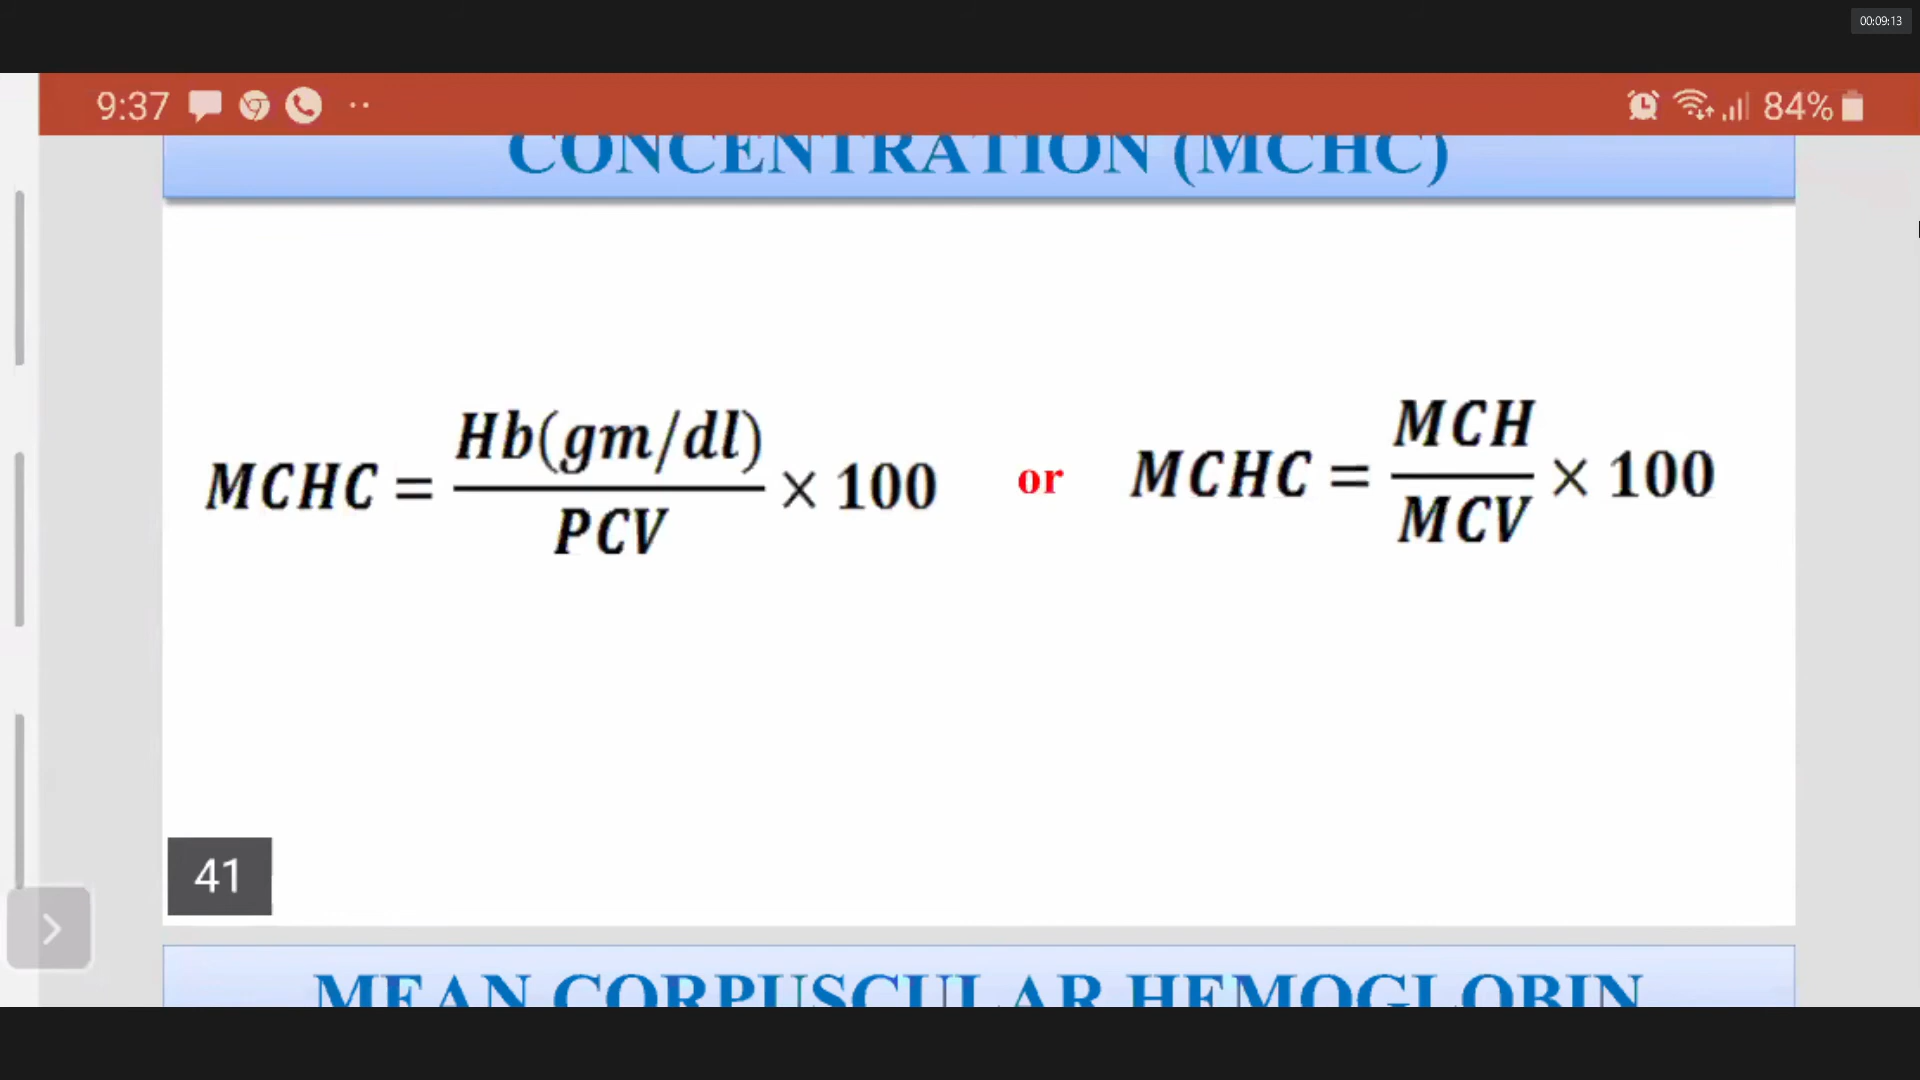 00:09:13
9:37
84%
CONCENTRATION (MCHC)
MCHC = Hb(gm/dl) / PCV × 100 or MCHC = MCH / MCV × 100
41
MEAN CORPUSCULAR HEMOGLOBIN